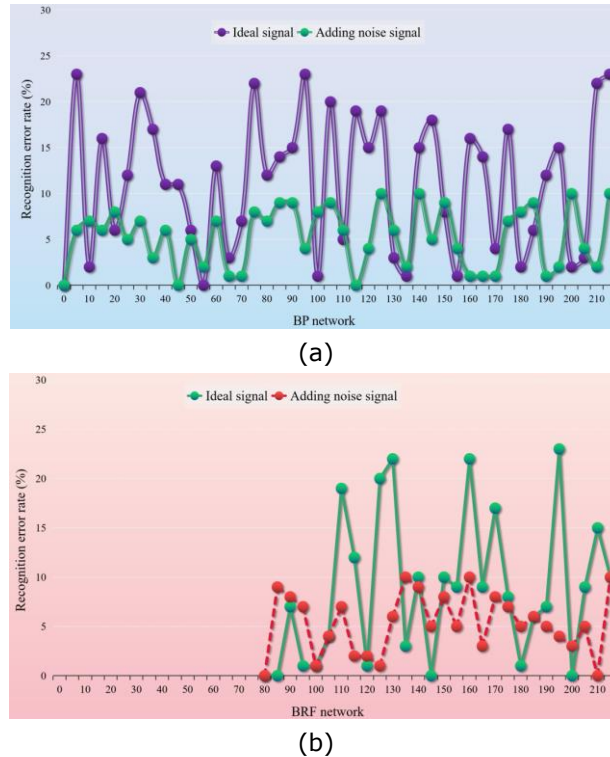 30
Ideal signal Adding noise signal
25
20
15
10
5
0
Recognition error rate (%)
0 10 20 30 40 50 60 70 80 90 100 110 120 130 140 150 160 170 180 190 200 210
BP network
(a)
30
Ideal signal Adding noise signal
25
20
15
10
5
0
Recognition error rate (%)
0 10 20 30 40 50 60 70 80 90 100 110 120 130 140 150 160 170 180 190 200 210
BRF network
(b)